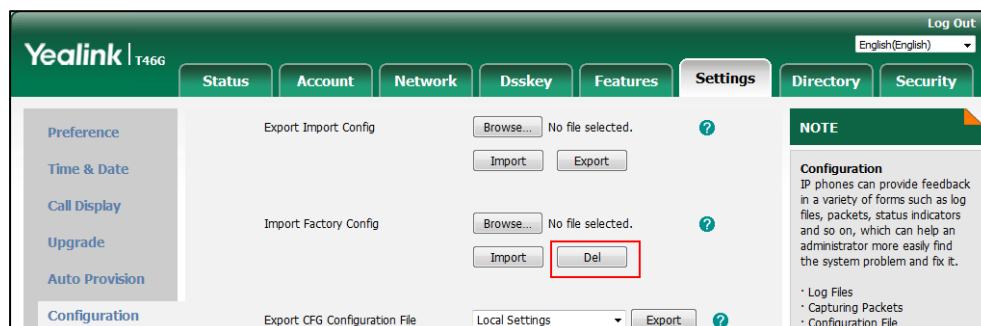 Log Out
Yealink T46G
English(English)
Status Account Network Dsskey Features Settings Directory Security
Preference
Time & Date
Call Display
Upgrade
Auto Provision
Configuration
Export Import Config Browse... No file selected. ?
Import Export
Import Factory Config Browse... No file selected. ?
Import Del
Export CFG Configuration File Local Settings Export ?
NOTE
Configuration
IP phones can provide feedback
in a variety of forms such as log
files, packets, status indicators
and so on, which can help an
administrator more easily find
the system problem and fix it.
· Log Files
· Capturing Packets
· Configuration File